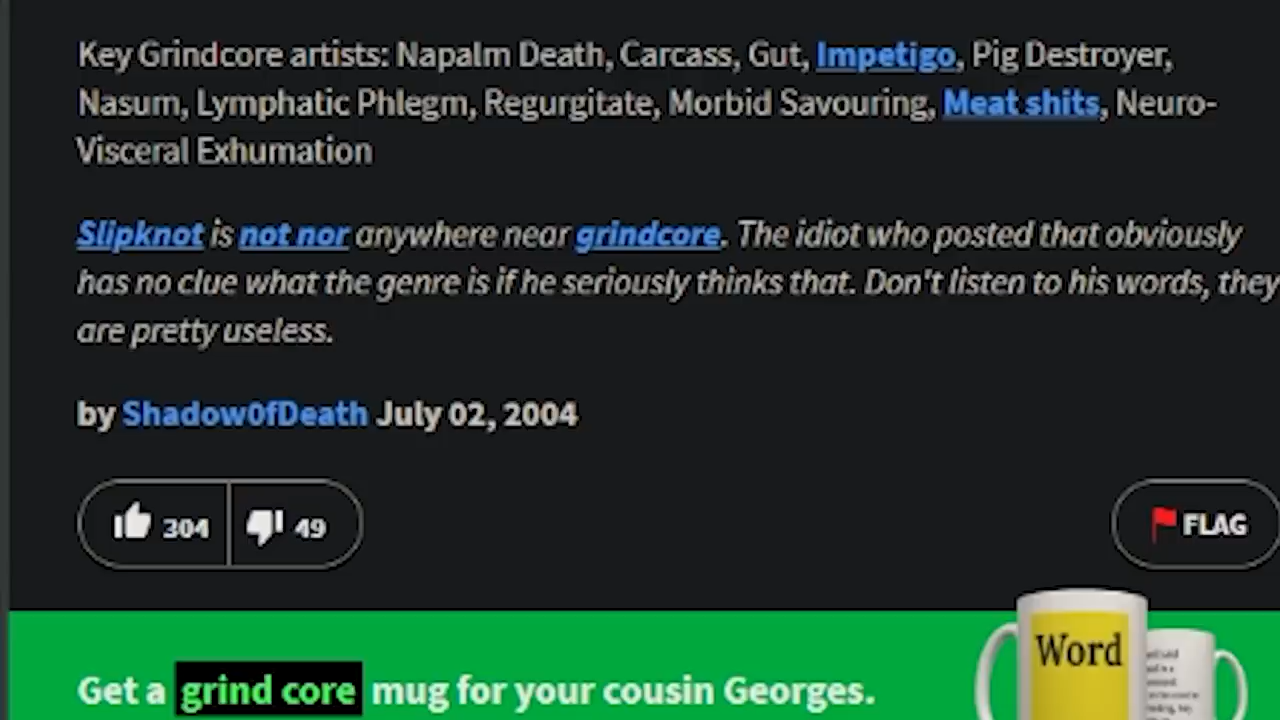 Key Grindcore artists: Napalm Death, Carcass, Gut, Impetigo, Pig Destroyer,
Nasum, Lymphatic Phlegm, Regurgitate, Morbid Savouring, Meat shits, Neuro-
Visceral Exhumation
Slipknot is not nor anywhere near grindcore. The idiot who posted that obviously
has no clue what the genre is if he seriously thinks that. Don't listen to his words, they
are pretty useless.
by Shadow0fDeath July 02, 2004
304 49
FLAG
Word
Get a grind core mug for your cousin Georges.